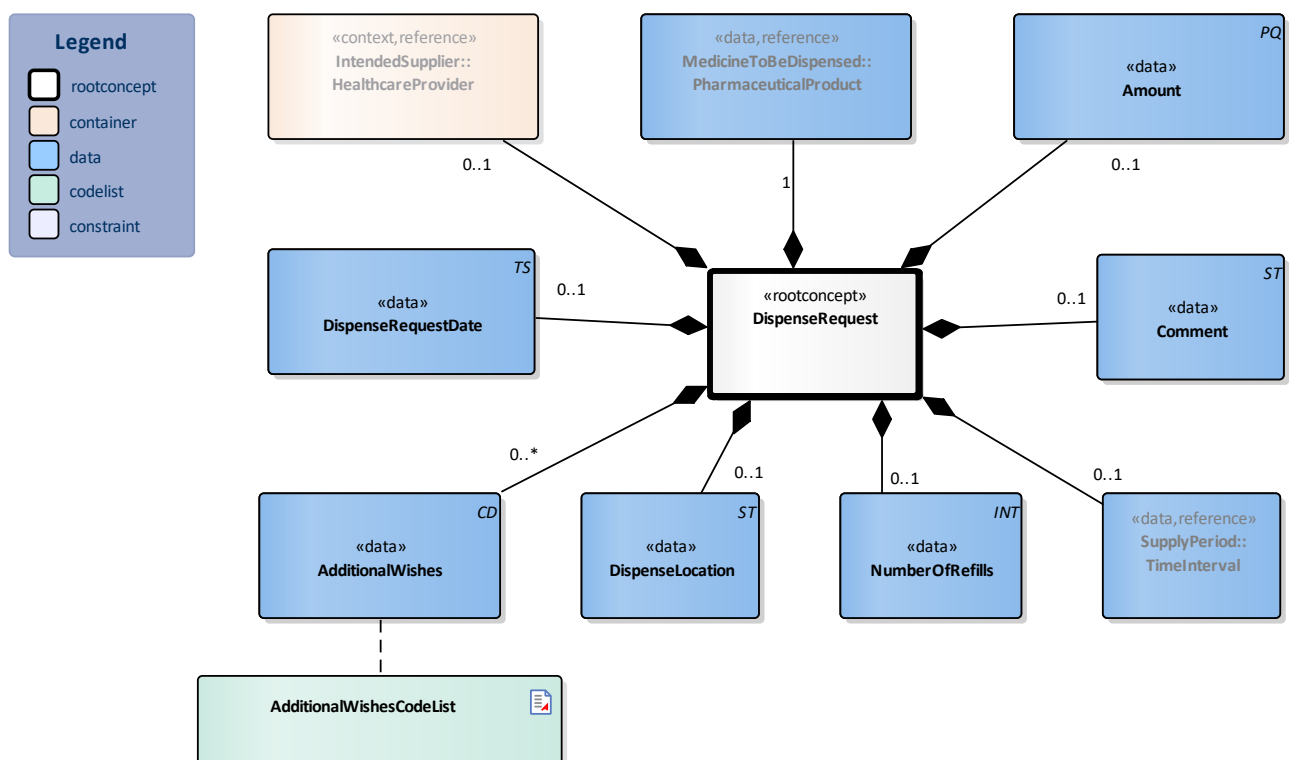 Legend
rootconcept
container
data
codelist
constraint
«context,reference»
IntendedSupplier::
HealthcareProvider
«data,reference»
MedicineToBeDispensed::
PharmaceuticalProduct
PQ
«data»
Amount
0..1
1
0..1
TS
«data»
DispenseRequestDate
0..1
«rootconcept»
DispenseRequest
0..1
ST
«data»
Comment
0..*
0..1
0..1
0..1
CD
«data»
AdditionalWishes
ST
«data»
DispenseLocation
INT
«data»
NumberOfRefills
«data,reference»
SupplyPeriod::
TimeInterval
AdditionalWishesCodeList